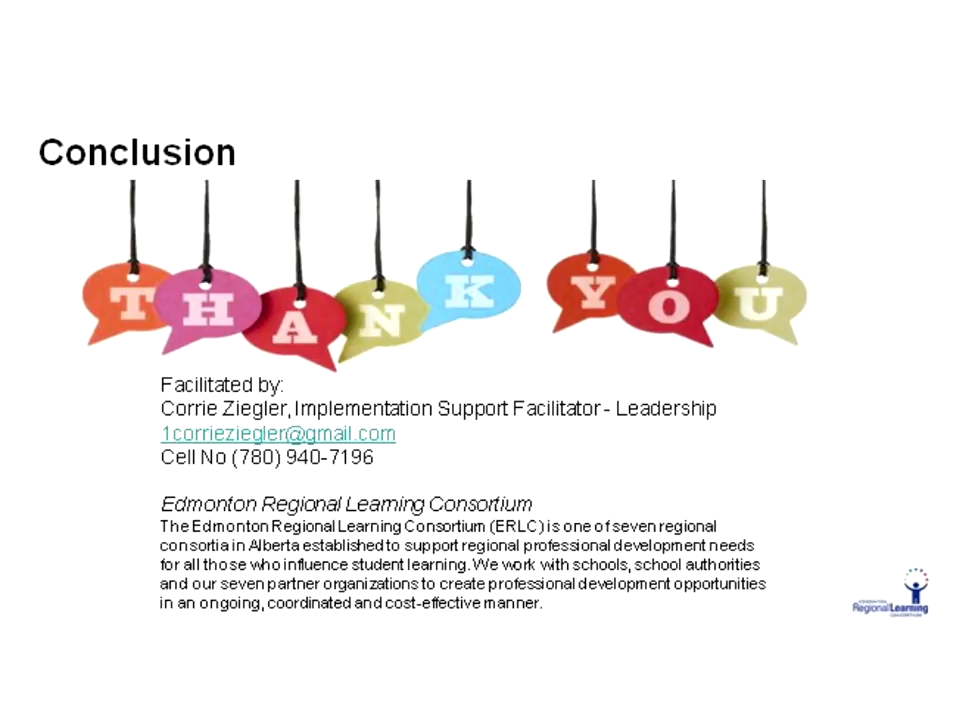 Conclusion
THANK YOU
Facilitated by:
Corrie Ziegler, Implementation Support Facilitator - Leadership
1corrieziegler@gmail.com
Cell No (780) 940-7196
Edmonton Regional Learning Consortium
The Edmonton Regional Learning Consortium (ERLC) is one of seven regional
consortia in Alberta established to support regional professional development needs
for all those who influence student learning. We work with schools, school authorities
and our seven partner organizations to create professional development opportunities
in an ongoing, coordinated and cost-effective manner.
EDMONTON
Regional Learning
CONSORTIUM